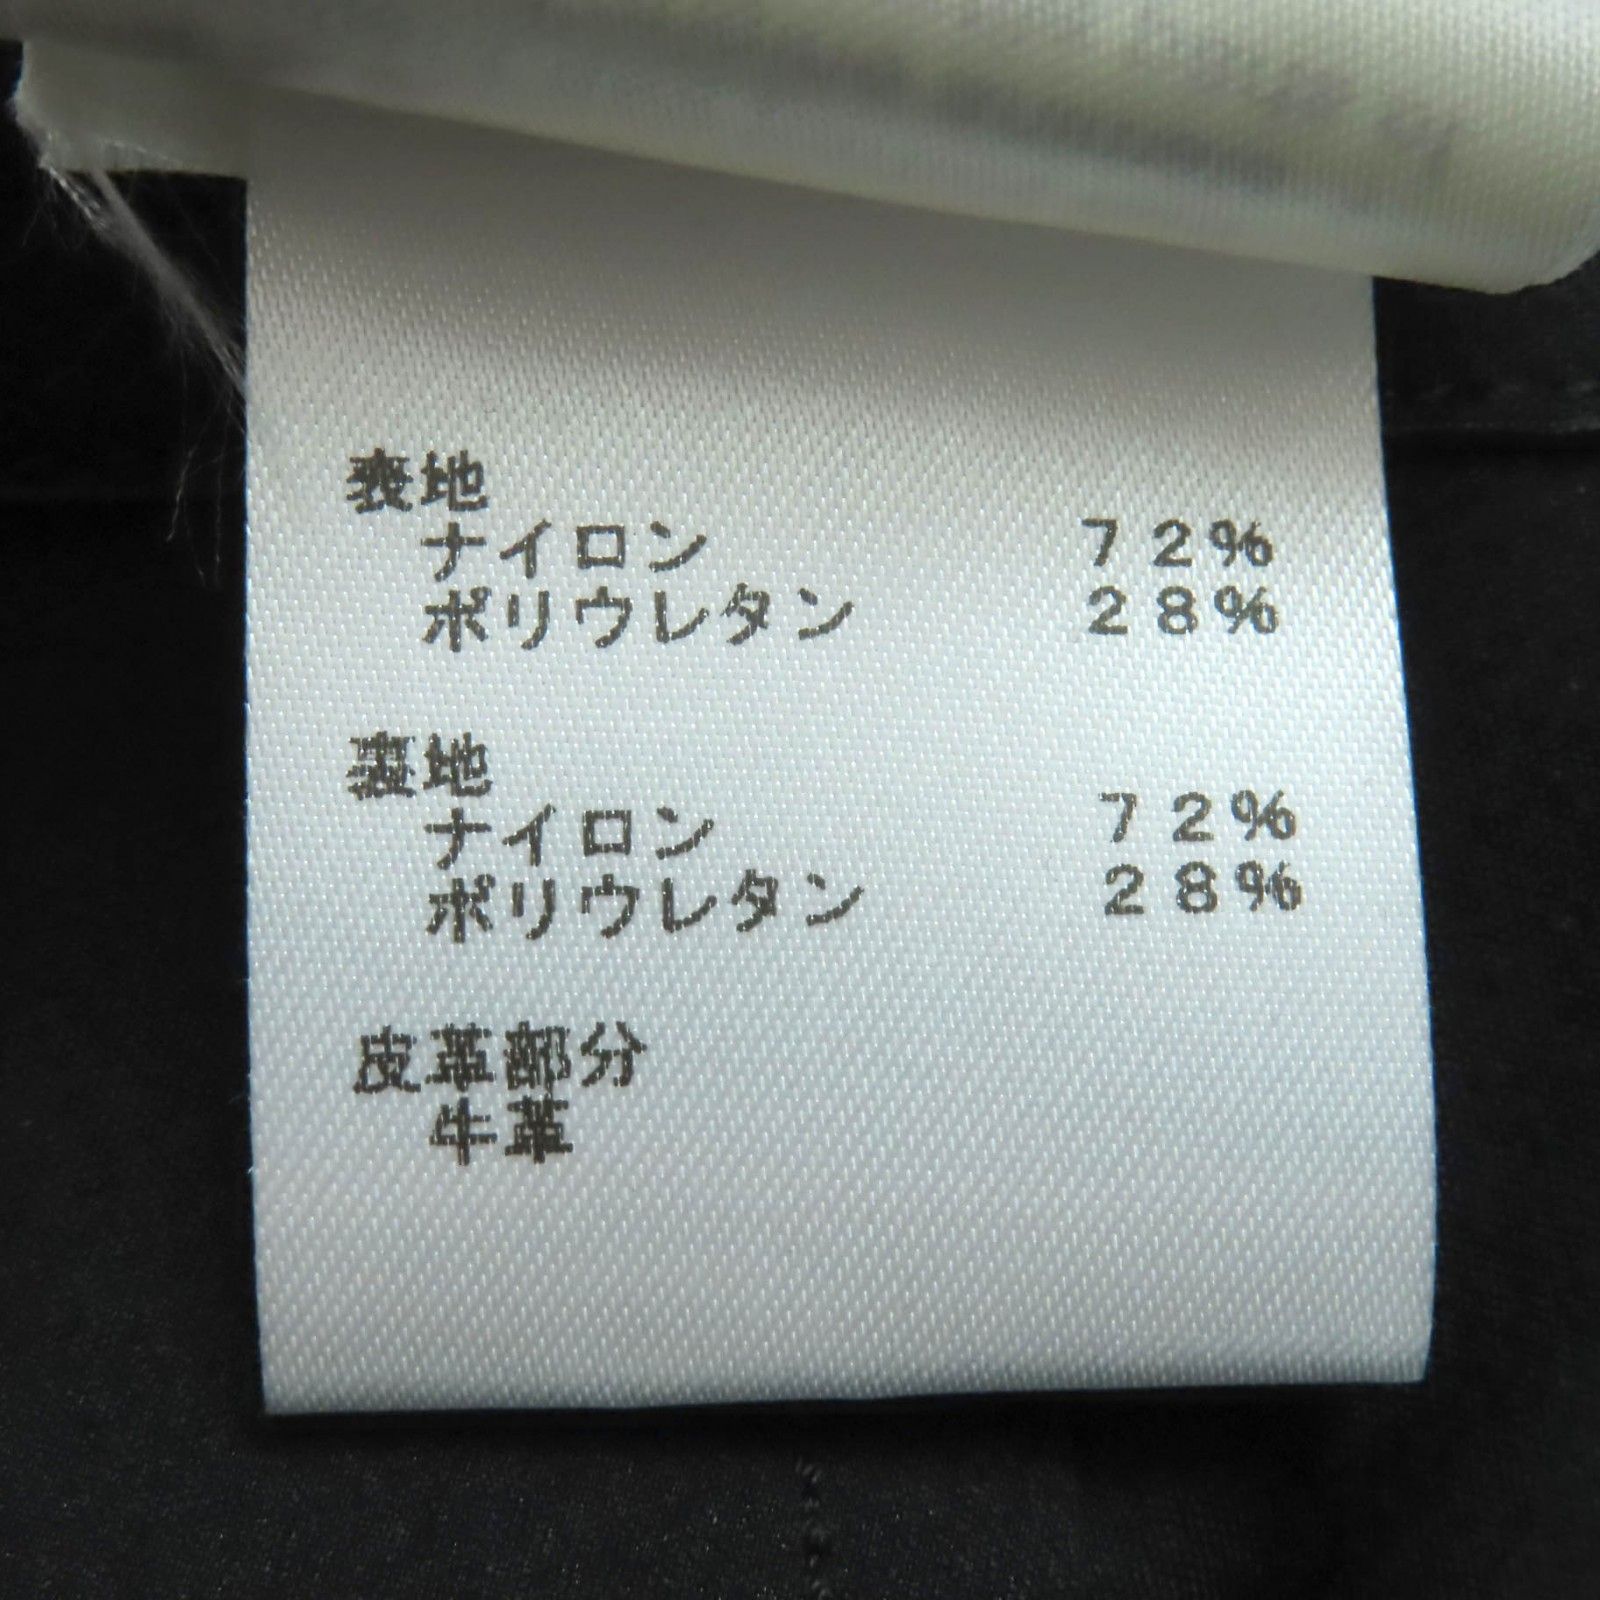 表地
ナイロン 72%
ポリウレタン 28%
裏地
ナイロン 72%
ポリウレタン 28%
皮革部分
牛革